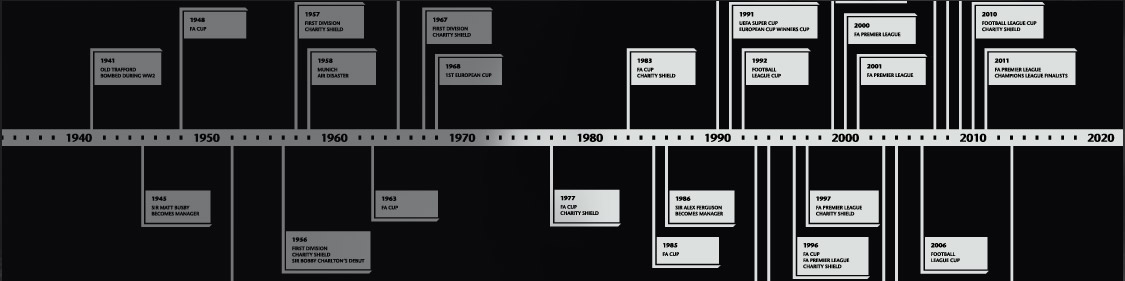 1948
FA CUP
1957
FIRST DIVISION
CHARITY SHIELD
1967
FIRST DIVISION
CHARITY SHIELD
1991
UEFA SUPER CUP
EUROPEAN CUP WINNERS CUP
2000
FA PREMIER LEAGUE
2010
FOOTBALL LEAGUE CUP
CHARITY SHIELD
1941
OLD TRAFFORD
BOMBED DURING WW2
1958
MUNICH
AIR DISASTER
1968
1ST EUROPEAN CUP
1983
FA CUP
CHARITY SHIELD
1992
FOOTBALL
LEAGUE CUP
2001
FA PREMIER LEAGUE
2011
FA PREMIER LEAGUE
CHAMPIONS LEAGUE FINALISTS
1940 1950 1960 1970 1980 1990 2000 2010 2020
1945
SIR MATT BUSBY
BECOMES MANAGER
1963
FA CUP
1977
FA CUP
CHARITY SHIELD
1986
SIR ALEX FERGUSON
BECOMES MANAGER
1997
FA PREMIER LEAGUE
CHARITY SHIELD
1956
FIRST DIVISION
CHARITY SHIELD
SIR BOBBY CHARLTON'S DEBUT
1985
FA CUP
1996
FA CUP
FA PREMIER LEAGUE
CHARITY SHIELD
2006
FOOTBALL
LEAGUE CUP